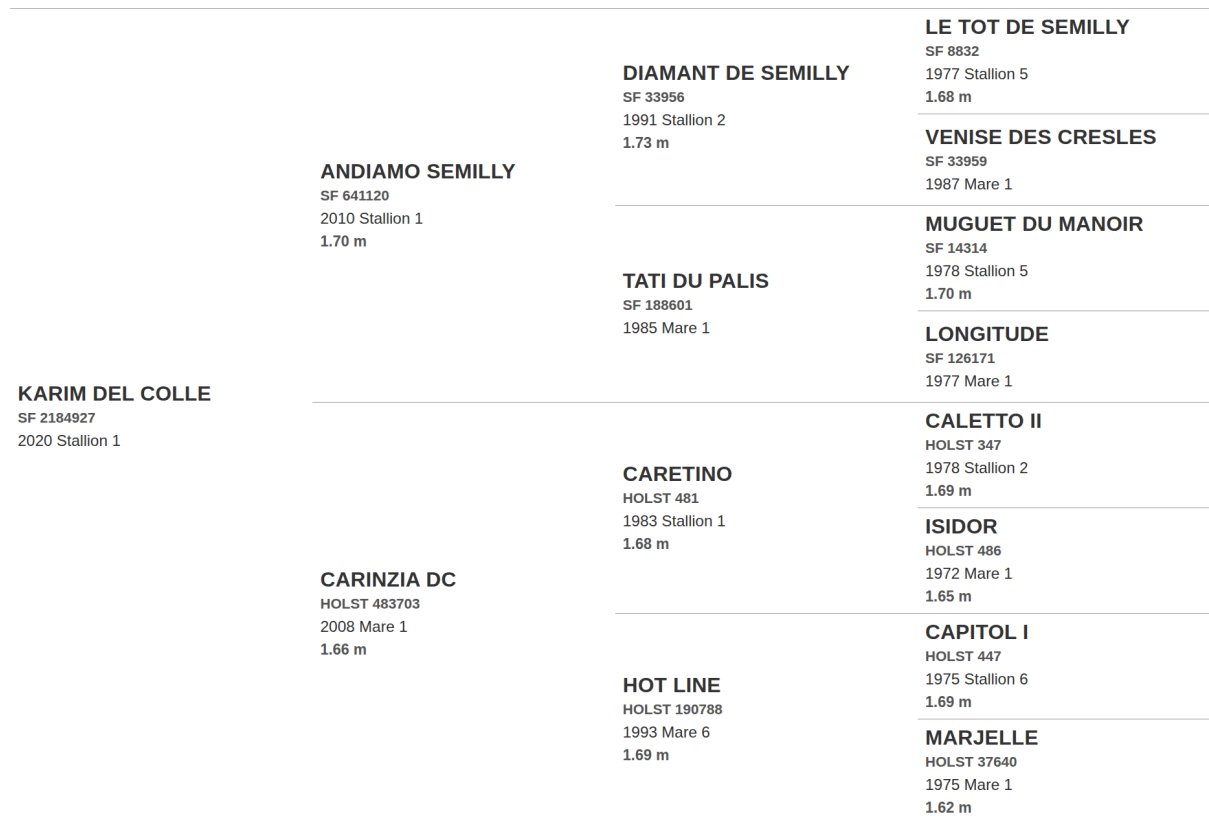 KARIM DEL COLLE
SF 2184927
2020 Stallion 1
ANDIAMO SEMILLY
SF 641120
2010 Stallion 1
1.70 m
DIAMANT DE SEMILLY
SF 33956
1991 Stallion 2
1.73 m
LE TOT DE SEMILLY
SF 8832
1977 Stallion 5
1.68 m
VENISE DES CRESLES
SF 33959
1987 Mare 1
TATI DU PALIS
SF 188601
1985 Mare 1
MUGUET DU MANOIR
SF 14314
1978 Stallion 5
1.70 m
LONGITUDE
SF 126171
1977 Mare 1
CARINZIA DC
HOLST 483703
2008 Mare 1
1.66 m
CARETINO
HOLST 481
1983 Stallion 1
1.68 m
CALETTO II
HOLST 347
1978 Stallion 2
1.69 m
ISIDOR
HOLST 486
1972 Mare 1
1.65 m
HOT LINE
HOLST 190788
1993 Mare 6
1.69 m
CAPITOL I
HOLST 447
1975 Stallion 6
1.69 m
MARJELLE
HOLST 37640
1975 Mare 1
1.62 m